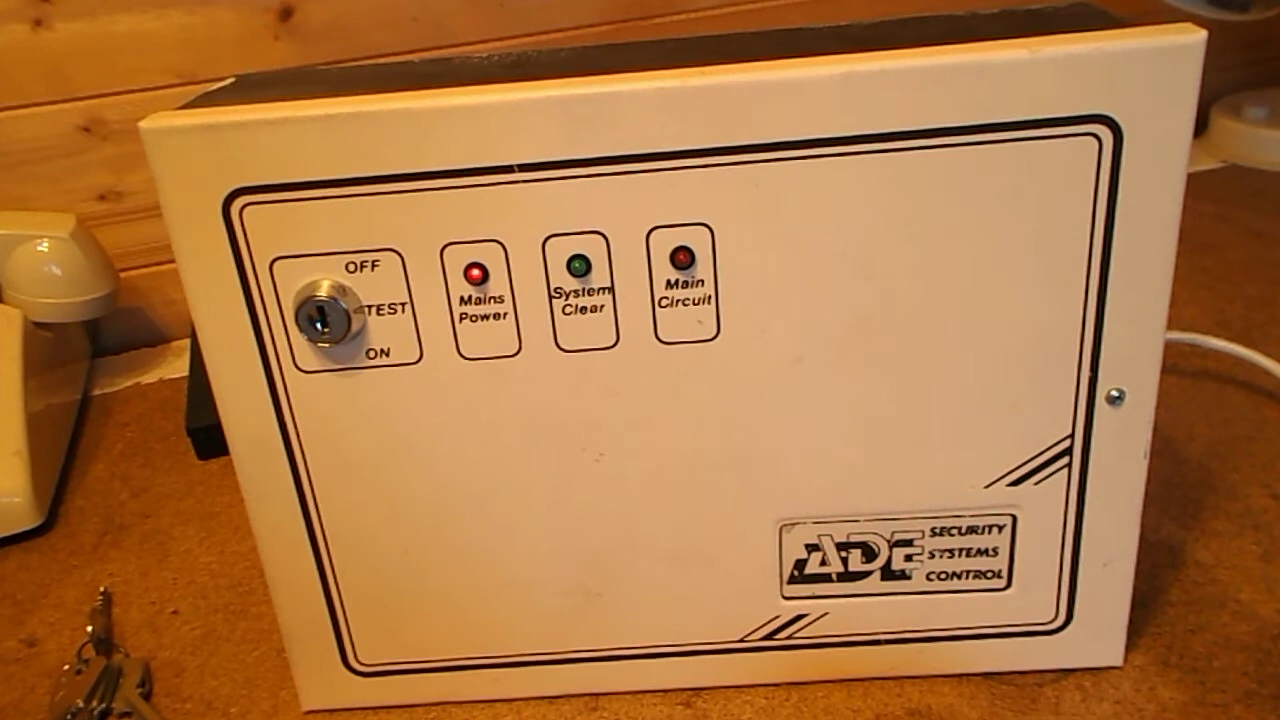 OFF
TEST
ON
Mains
Power
System
Clear
Main
Circuit
ADE
SECURITY
SYSTEMS
CONTROL